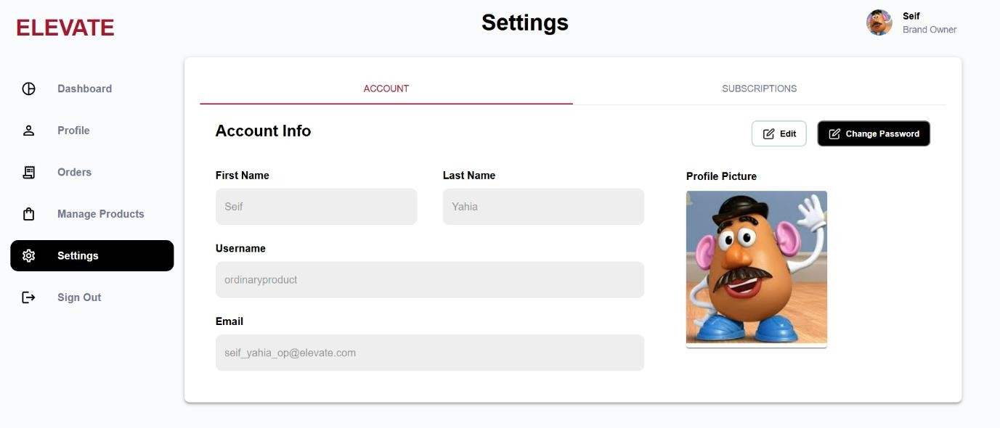 ELEVATE
Settings
Seif
Brand Owner
Dashboard
Profile
Orders
Manage Products
Settings
Sign Out
ACCOUNT
SUBSCRIPTIONS
Account Info
Edit
Change Password
First Name
Last Name
Profile Picture
Seif
Yahia
Username
ordinaryproduct
Email
seif_yahia_op@elevate.com